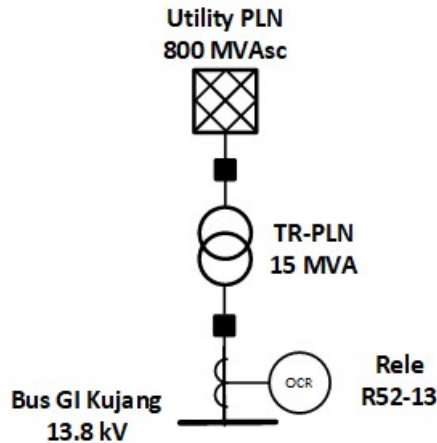 Utility PLN
800 MVAsc
TR-PLN
15 MVA
OCR
Rele
R52-13
Bus GI Kujang
13.8 kV